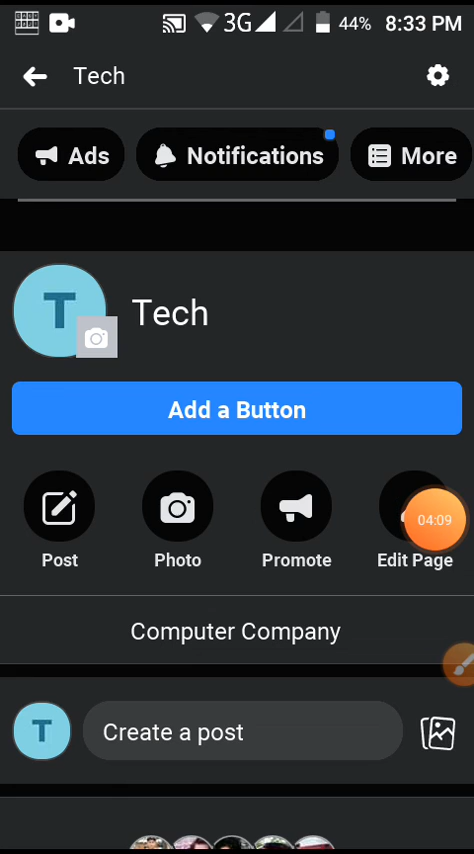 3G 44% 8:33 PM
Tech
Ads Notifications More
T Tech
Add a Button
Post Photo Promote Edit Page
04:09
Computer Company
T Create a post